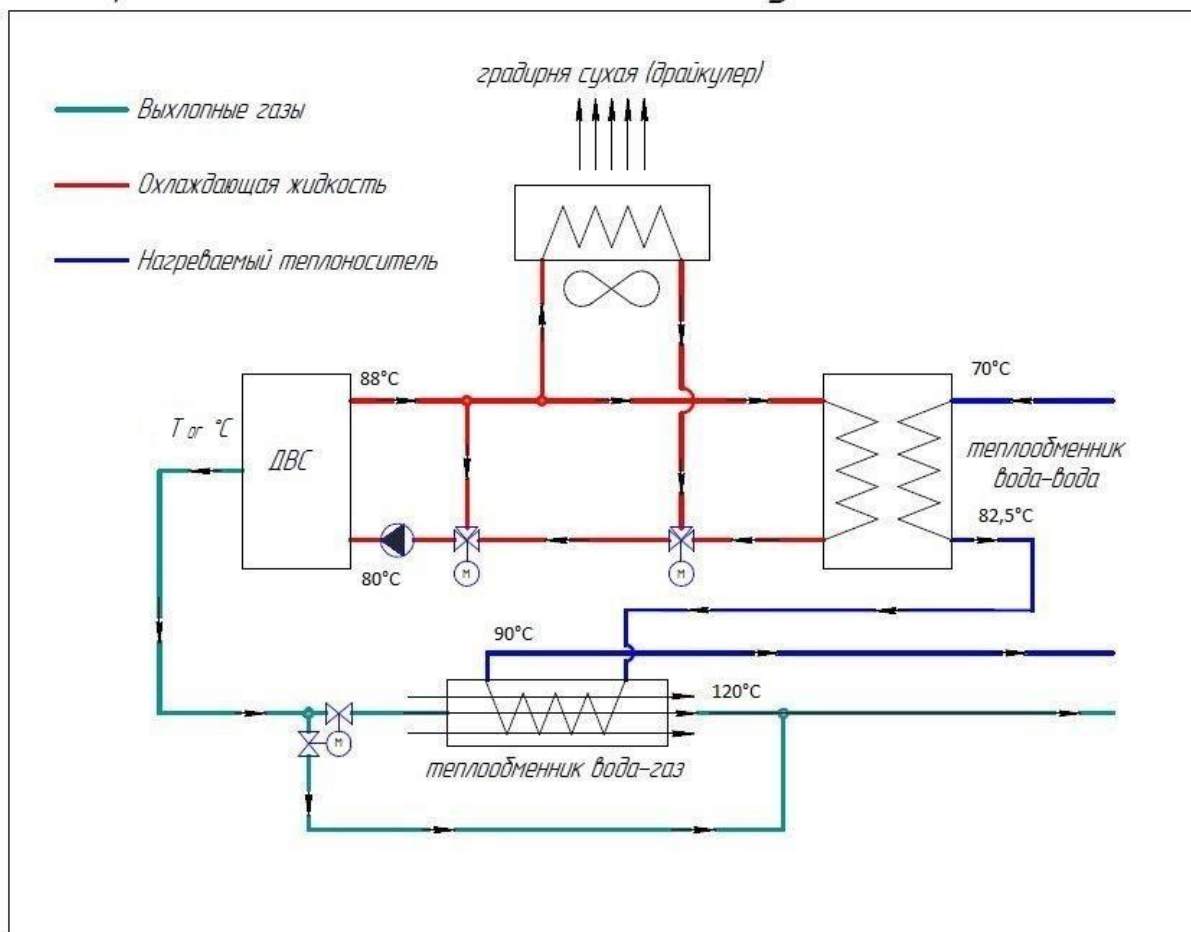 градирня сухая (драйкулер)
Выхлопные газы
Охлаждающая жидкость
Нагреваемый теплоноситель
88°C
70°C
Т ог °C
ДВС
теплообменник
вода-вода
82,5°C
80°C
М
М
90°C
120°C
М
теплообменник вода-газ